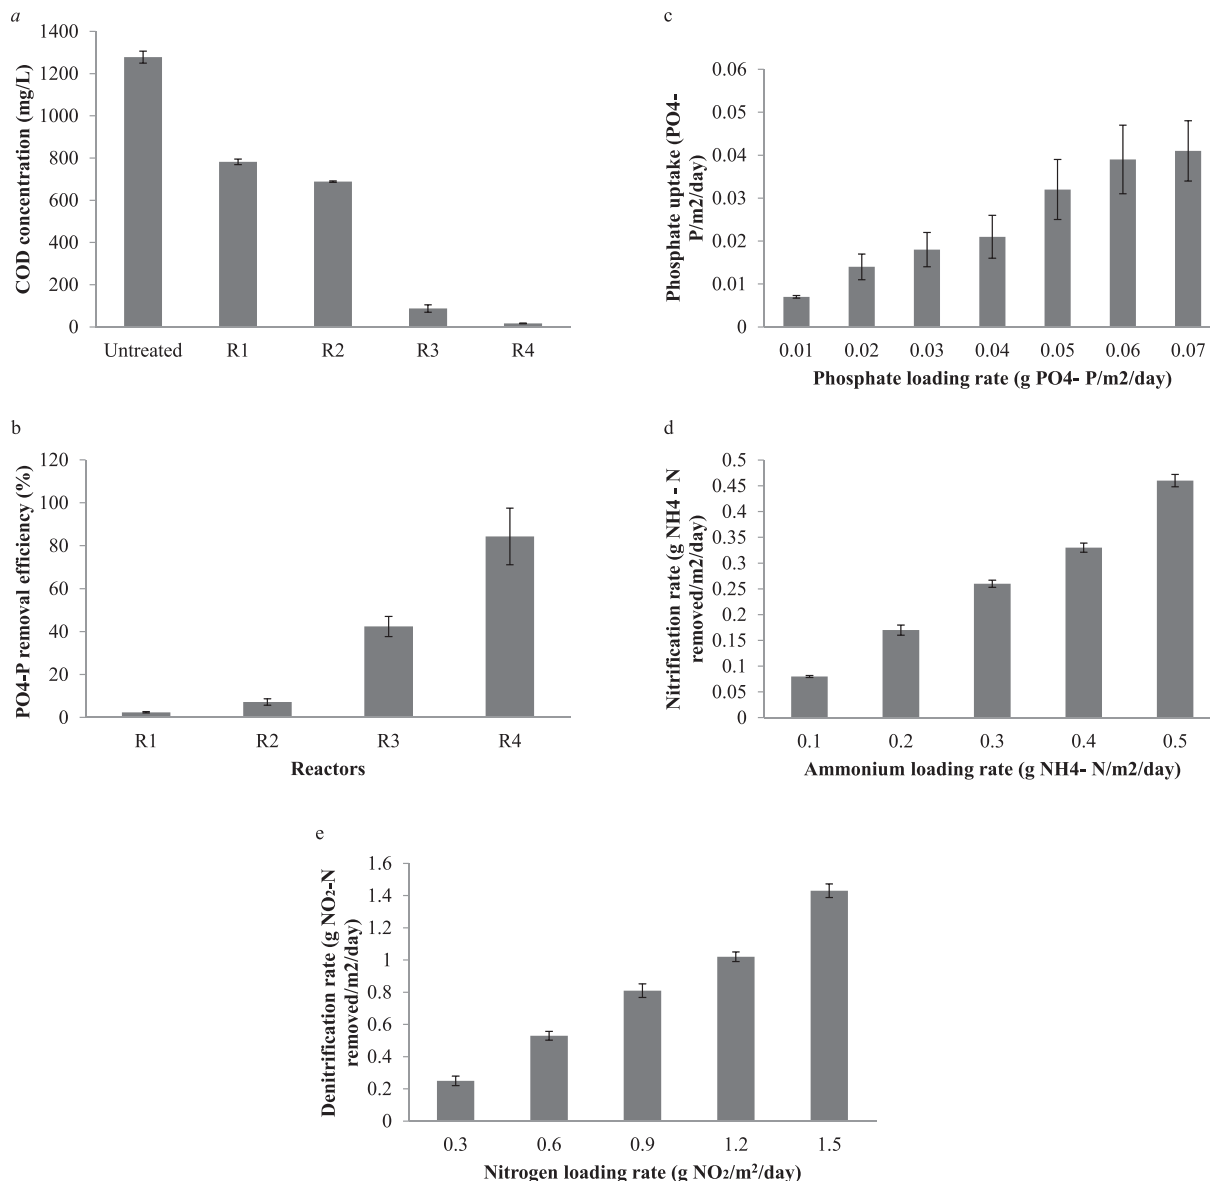 a
COD concentration (mg/L)
1400
1200
1000
800
600
400
200
0
Untreated R1 R2 R3 R4
c
Phosphate uptake (PO4-
P/m2/day)
0.06
0.05
0.04
0.03
0.02
0.01
0
0.01 0.02 0.03 0.04 0.05 0.06 0.07
Phosphate loading rate (g PO4- P/m2/day)
b
PO4-P removal efficiency (%)
120
100
80
60
40
20
0
R1 R2 R3 R4
Reactors
d
Nitrification rate (g NH4 - N
removed/m2/day)
0.5
0.45
0.4
0.35
0.3
0.25
0.2
0.15
0.1
0.05
0
0.1 0.2 0.3 0.4 0.5
Ammonium loading rate (g NH4- N/m2/day)
e
Denitrification rate (g NO2-N
removed/m2/day)
1.6
1.4
1.2
1
0.8
0.6
0.4
0.2
0
0.3 0.6 0.9 1.2 1.5
Nitrogen loading rate (g NO2/m²/day)